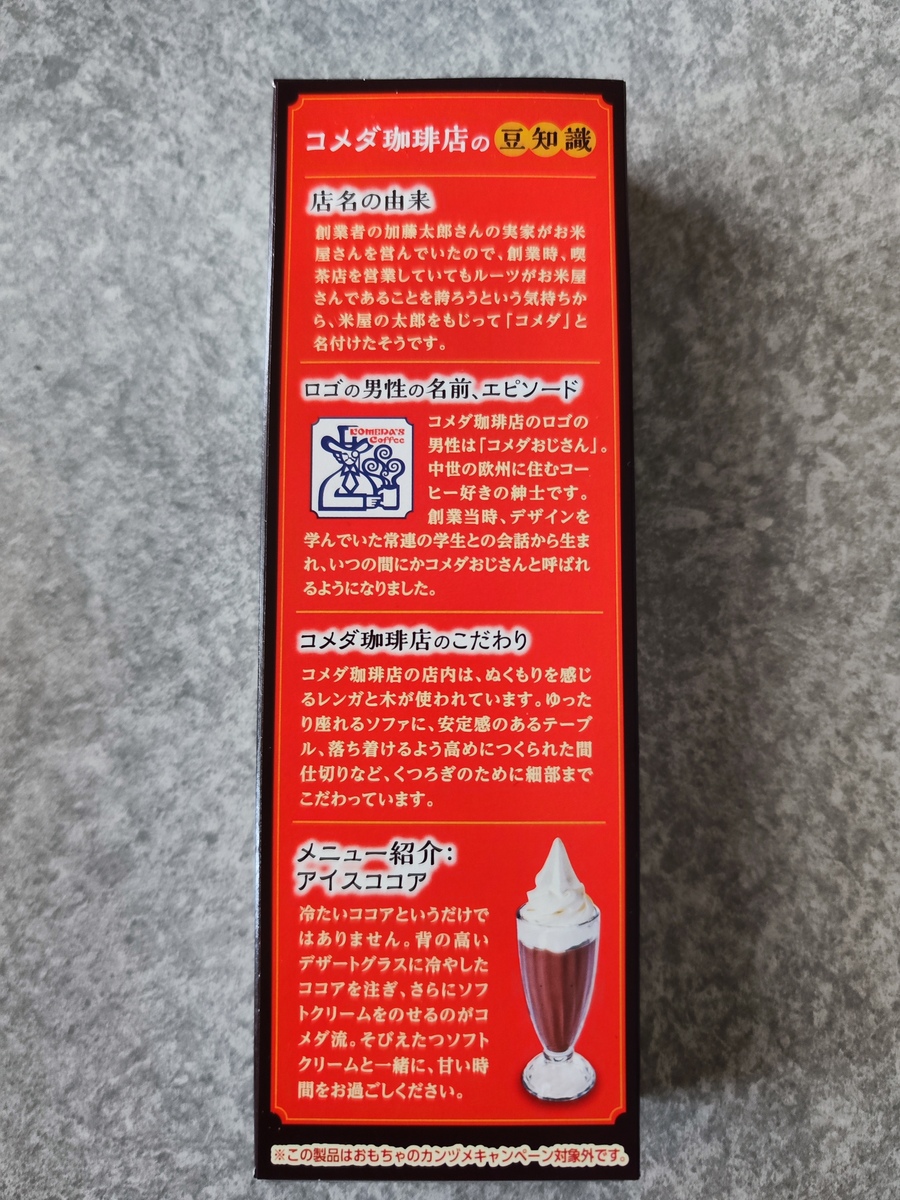 コメダ珈琲店の豆知識
店名の由来
創業者の加藤太郎さんの実家がお米
屋さんを営んでいたので、創業時、喫
茶店を営業していてもルーツがお米屋
さんであることを誇ろうという気持ちか
ら、米屋の太郎をもじって「コメダ」と
名付けたそうです。
ロゴの男性の名前、エピソード
KOMEDA'S
Coffee
コメダ珈琲店のロゴの
男性は「コメダおじさん」。
中世の欧州に住むコー
ヒー好きの紳士です。
創業当時、デザインを
学んでいた常連の学生との会話から生ま
れ、いつの間にかコメダおじさんと呼ばれ
るようになりました。
コメダ珈琲店のこだわり
コメダ珈琲店の店内は、ぬくもりを感じ
るレンガと木が使われています。ゆった
り座れるソファに、安定感のあるテーブ
ル、落ち着けるよう高めにつくられた間
仕切りなど、くつろぎのために細部まで
こだわっています。
メニュー紹介：
アイスココア
冷たいココアというだけで
はありません。背の高い
デザートグラスに冷やした
ココアを注ぎ、さらにソフ
トクリームをのせるのがコ
メダ流。そびえたつソフト
クリームと一緒に、甘い時
間をお過ごしください。
※この製品はおもちゃのカンヅメキャンペーン対象外です。